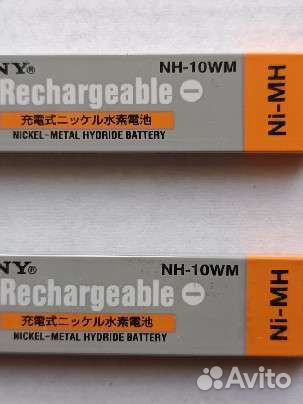 NY®
NH-10WM
Rechargeable
充電式ニッケル水素電池
NICKEL-METAL HYDRIDE BATTERY
Ni-MH
NY®
NH-10WM
Rechargeable
充電式ニッケル水素電池
NICKEL-METAL HYDRIDE BATTERY
Ni-MH
Avito